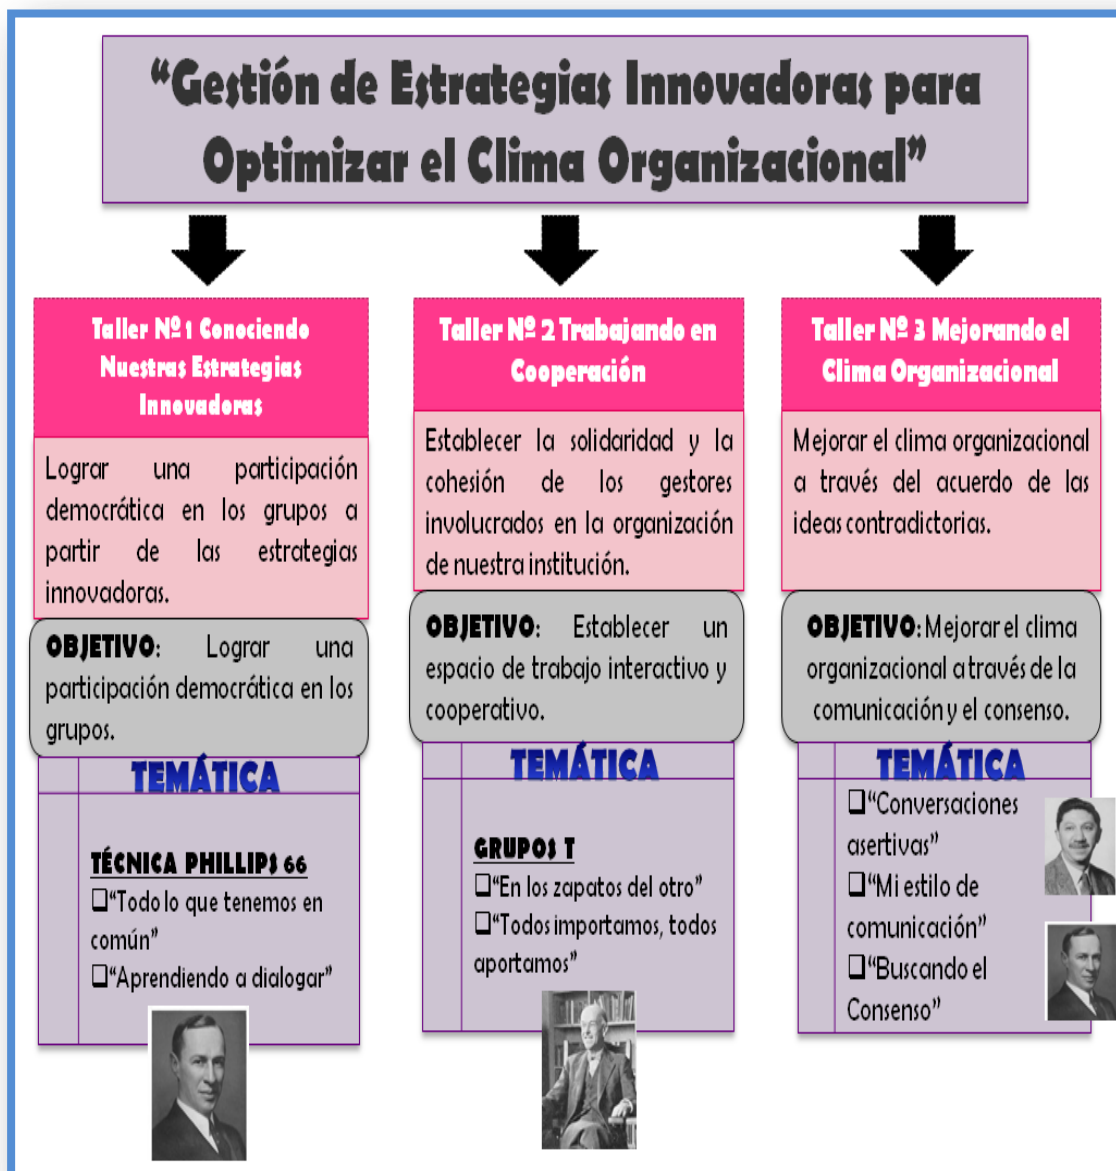 “Gestión de Estrategias Innovadoras para
Optimizar el Clima Organizacional”
Taller Nº 1 Conociendo
Nuestras Estrategias
Innovadoras
Lograr una participación
democrática en los grupos a
partir de las estrategias
innovadoras.
OBJETIVO: Lograr una
participación democrática en los
grupos.
TEMÁTICA
TÉCNICA PHILLIPS 66
❑“Todo lo que tenemos en
común”
❑“Aprendiendo a dialogar”
Taller Nº 2 Trabajando en
Cooperación
Establecer la solidaridad y la
cohesión de los gestores
involucrados en la organización
de nuestra institución.
OBJETIVO: Establecer un
espacio de trabajo interactivo y
cooperativo.
TEMÁTICA
GRUPOS T
❑“En los zapatos del otro”
❑“Todos importamos, todos
aportamos”
Taller Nº 3 Mejorando el
Clima Organizacional
Mejorar el clima organizacional
a través del acuerdo de las
ideas contradictorias.
OBJETIVO: Mejorar el clima
organizacional a través de la
comunicación y el consenso.
TEMÁTICA
❑“Conversaciones
asertivas”
❑“Mi estilo de
comunicación”
❑“Buscando el
Consenso”